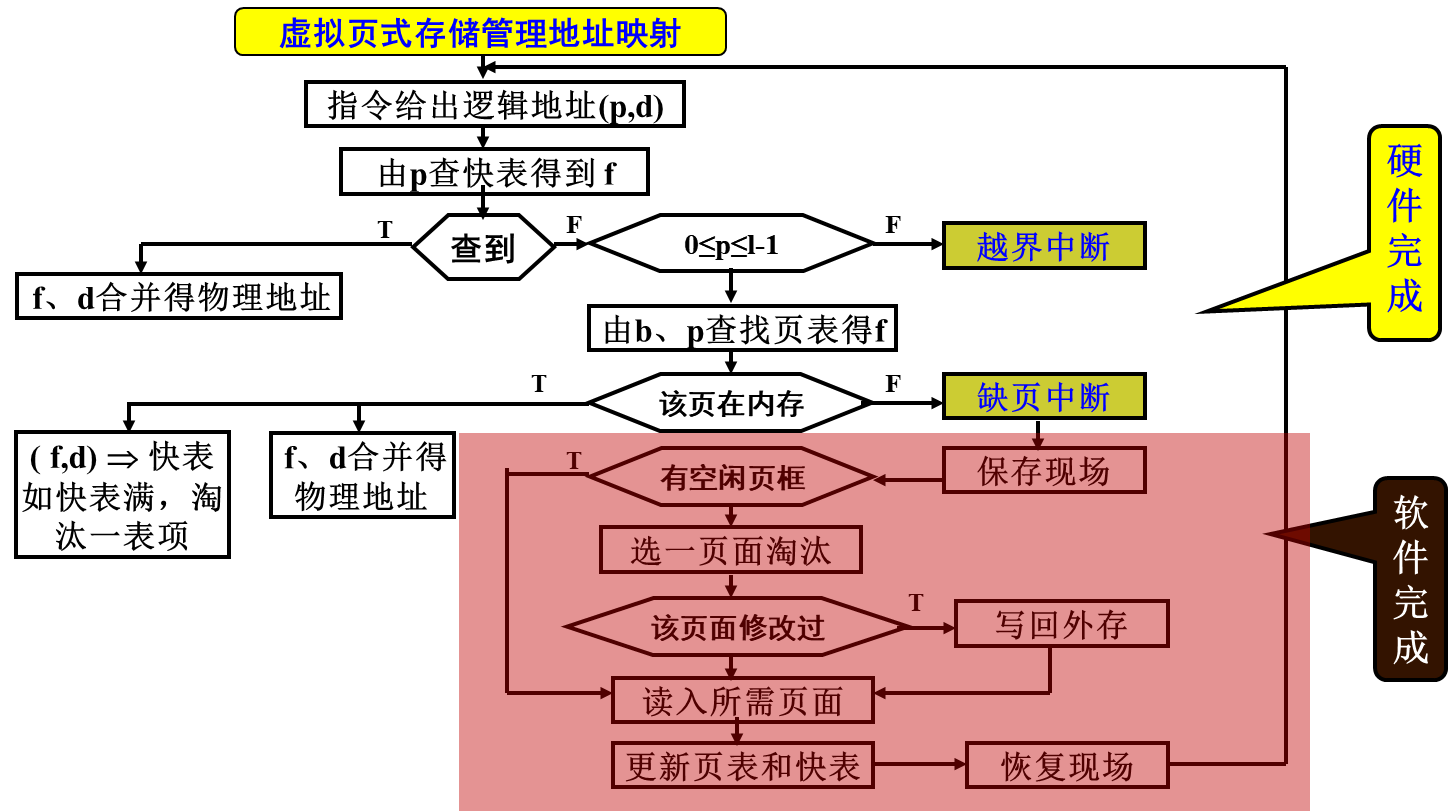 虚拟页式存储管理地址映射
指令给出逻辑地址(p,d)
由p查快表得到 f
T
查到
F
0≤p≤l-1
F
越界中断
f、d合并得物理地址
由b、p查找页表得f
T
该页在内存
F
缺页中断
( f,d) ⇒ 快表
如快表满，淘
汰一表项
f、d合并得
物理地址
T
有空闲页框
保存现场
选一页面淘汰
该页面修改过
T
写回外存
读入所需页面
更新页表和快表
恢复现场
硬件完成
软件完成